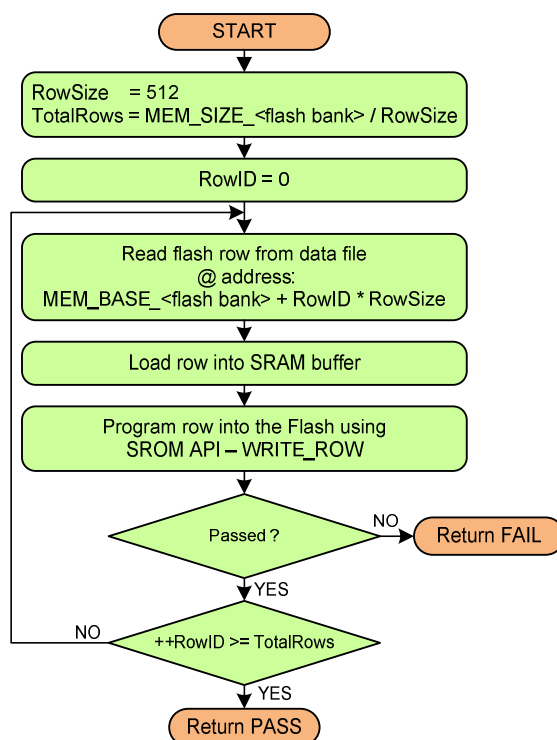 START
RowSize = 512
TotalRows = MEM_SIZE_<flash bank> / RowSize
RowID = 0
Read flash row from data file
@ address:
MEM_BASE_<flash bank> + RowID * RowSize
Load row into SRAM buffer
Program row into the Flash using
SROM API – WRITE_ROW
Passed ?
NO
Return FAIL
YES
++RowID >= TotalRows
NO
YES
Return PASS